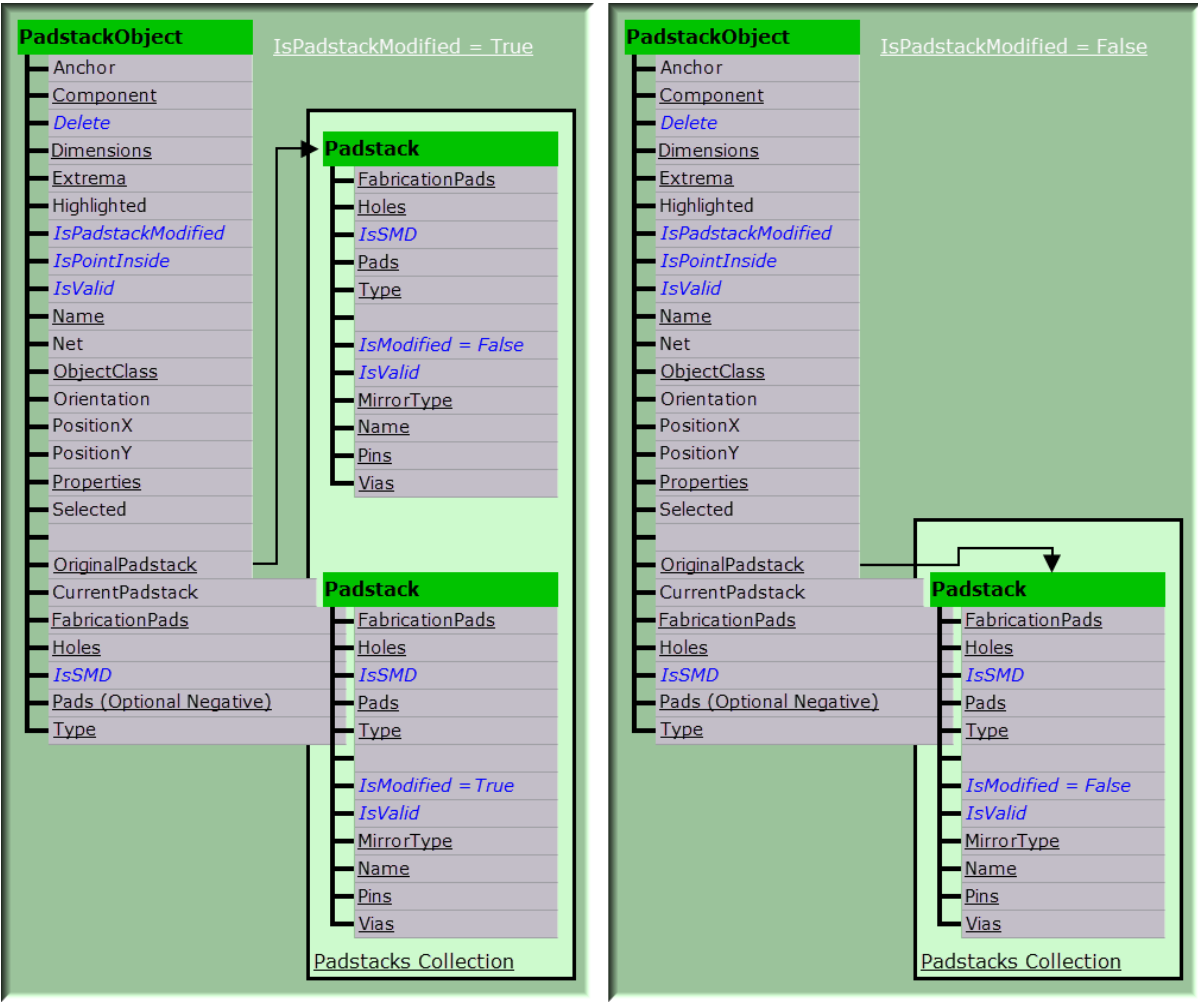 PadstackObject
IsPadstackModified = True
Anchor
Component
Delete
Dimensions
Extrema
Highlighted
IsPadstackModified
IsPointInside
IsValid
Name
Net
ObjectClass
Orientation
PositionX
PositionY
Properties
Selected
OriginalPadstack
CurrentPadstack
FabricationPads
Holes
IsSMD
Pads (Optional Negative)
Type
Padstack
FabricationPads
Holes
IsSMD
Pads
Type
IsModified = False
IsValid
MirrorType
Name
Pins
Vias
Padstack
FabricationPads
Holes
IsSMD
Pads
Type
IsModified =True
IsValid
MirrorType
Name
Pins
Vias
Padstacks Collection
PadstackObject
IsPadstackModified = False
Anchor
Component
Delete
Dimensions
Extrema
Highlighted
IsPadstackModified
IsPointInside
IsValid
Name
Net
ObjectClass
Orientation
PositionX
PositionY
Properties
Selected
OriginalPadstack
CurrentPadstack
FabricationPads
Holes
IsSMD
Pads (Optional Negative)
Type
Padstack
FabricationPads
Holes
IsSMD
Pads
Type
IsModified = False
IsValid
MirrorType
Name
Pins
Vias
Padstacks Collection